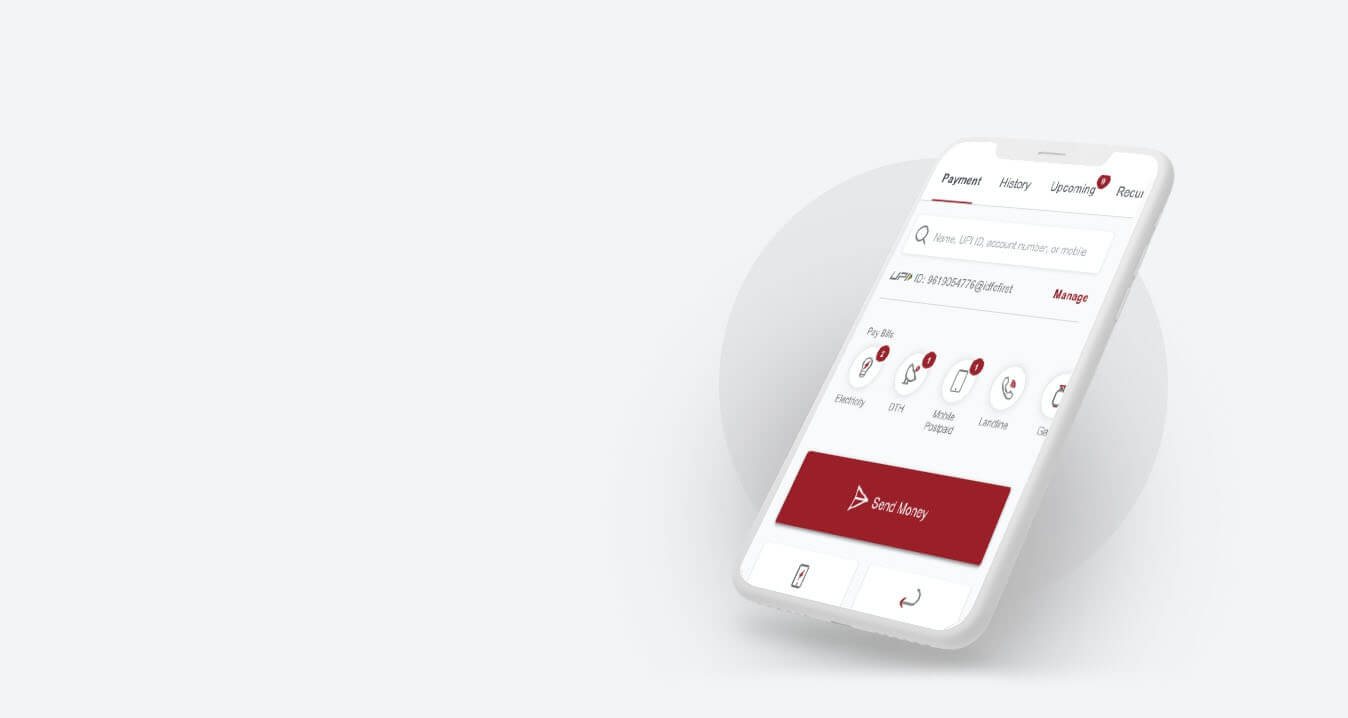 Payment History Upcoming 9 Recur
Name, UPI ID, account number, or mobile
UPI ID: 9619054776@idfcfirst Manage
Pay Bills
2 1 1
Electricity DTH Mobile Postpaid Landline Ga
Send Money